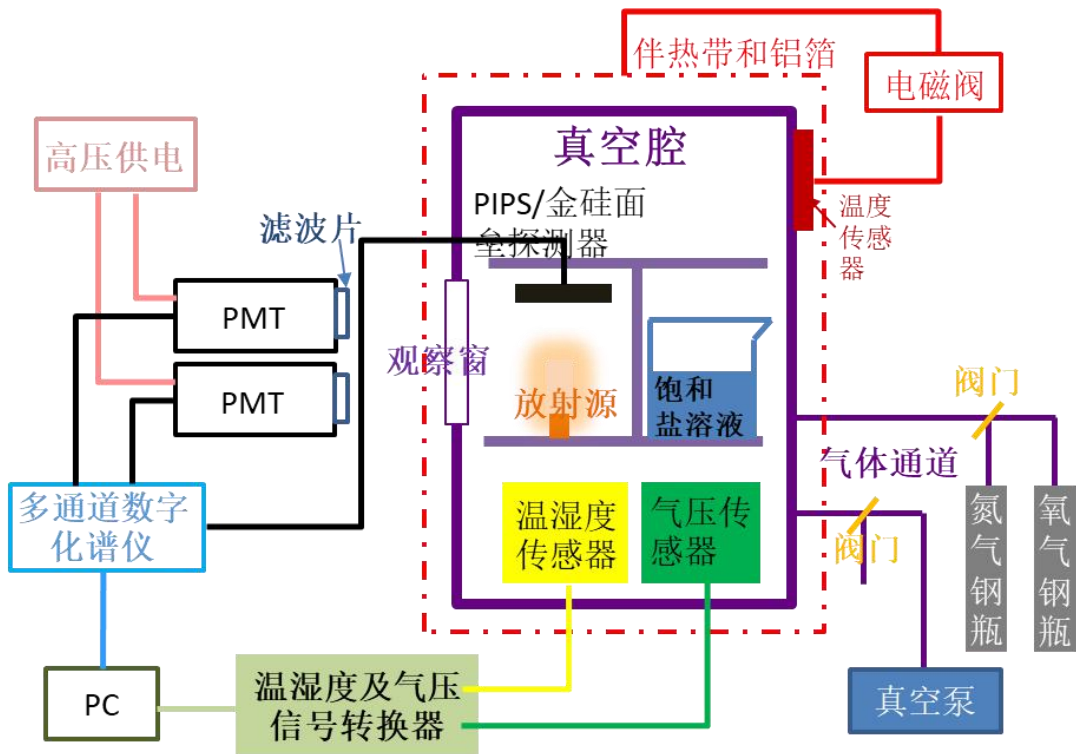 伴热带和铝箔
电磁阀
高压供电
真空腔
PIPS/金硅面
垒探测器
温度
传感
器
滤波片
PMT
PMT
观察窗
放射源
饱和
盐溶液
阀门
气体通道
多通道数字
化谱仪
温湿度
传感器
气压传
感器
阀门
氮气钢瓶
氧气钢瓶
PC
温湿度及气压
信号转换器
真空泵